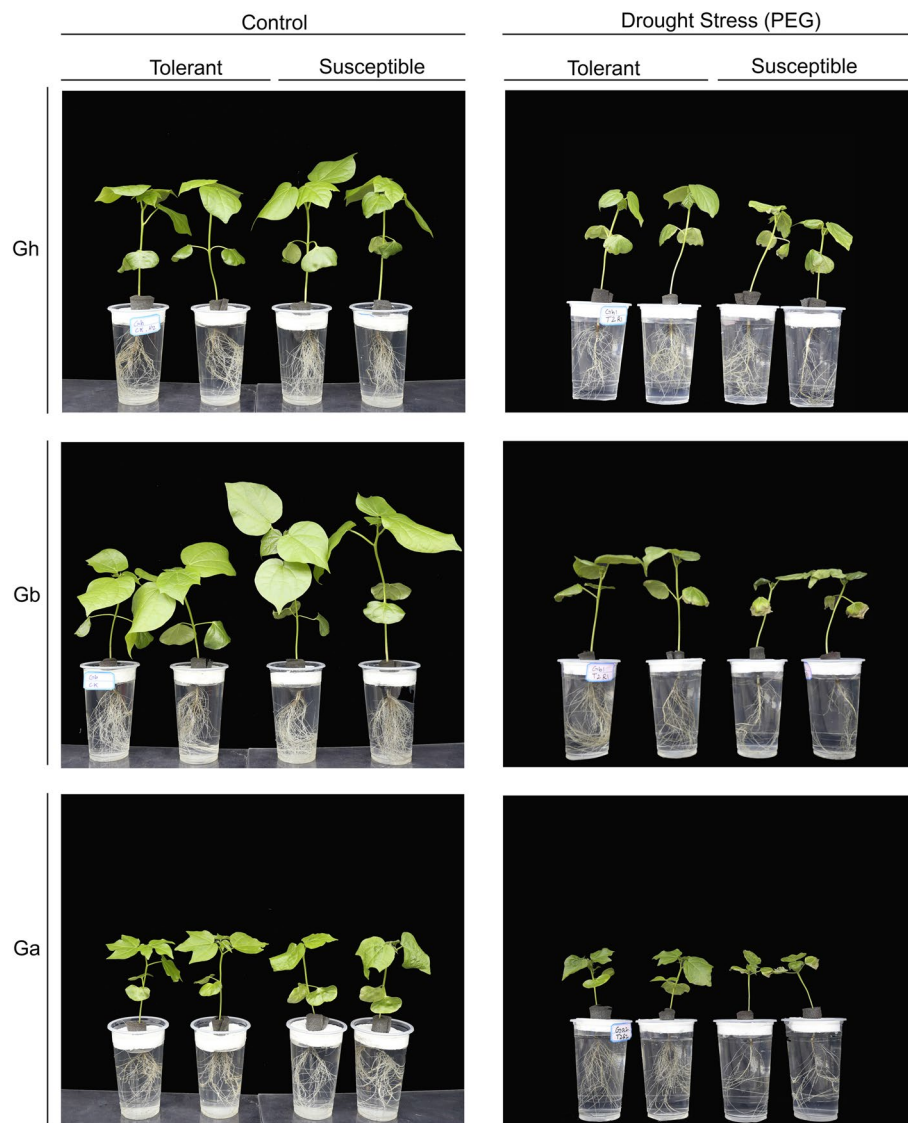 Control
Drought Stress (PEG)
Tolerant
Susceptible
Tolerant
Susceptible
Gh
Gb
Ga